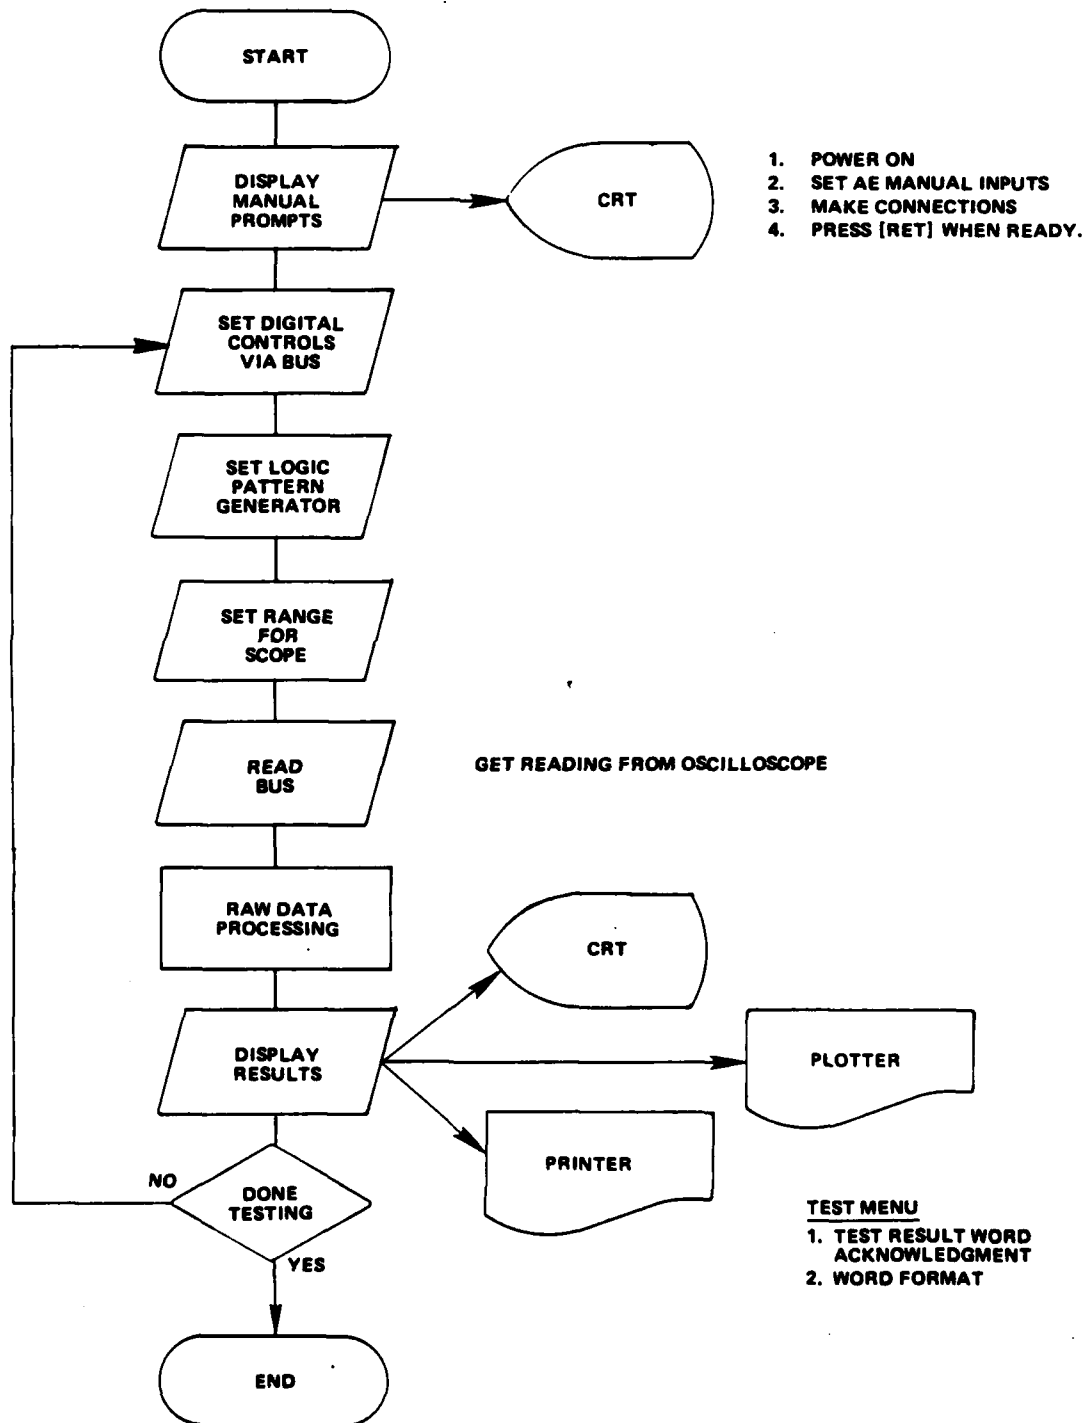 START
DISPLAY
MANUAL
PROMPTS
CRT
1. POWER ON
2. SET AE MANUAL INPUTS
3. MAKE CONNECTIONS
4. PRESS [RET] WHEN READY.
SET DIGITAL
CONTROLS
VIA BUS
SET LOGIC
PATTERN
GENERATOR
SET RANGE
FOR
SCOPE
READ
BUS
GET READING FROM OSCILLOSCOPE
RAW DATA
PROCESSING
CRT
DISPLAY
RESULTS
PLOTTER
PRINTER
NO
DONE
TESTING
YES
TEST MENU
1. TEST RESULT WORD
ACKNOWLEDGMENT
2. WORD FORMAT
END